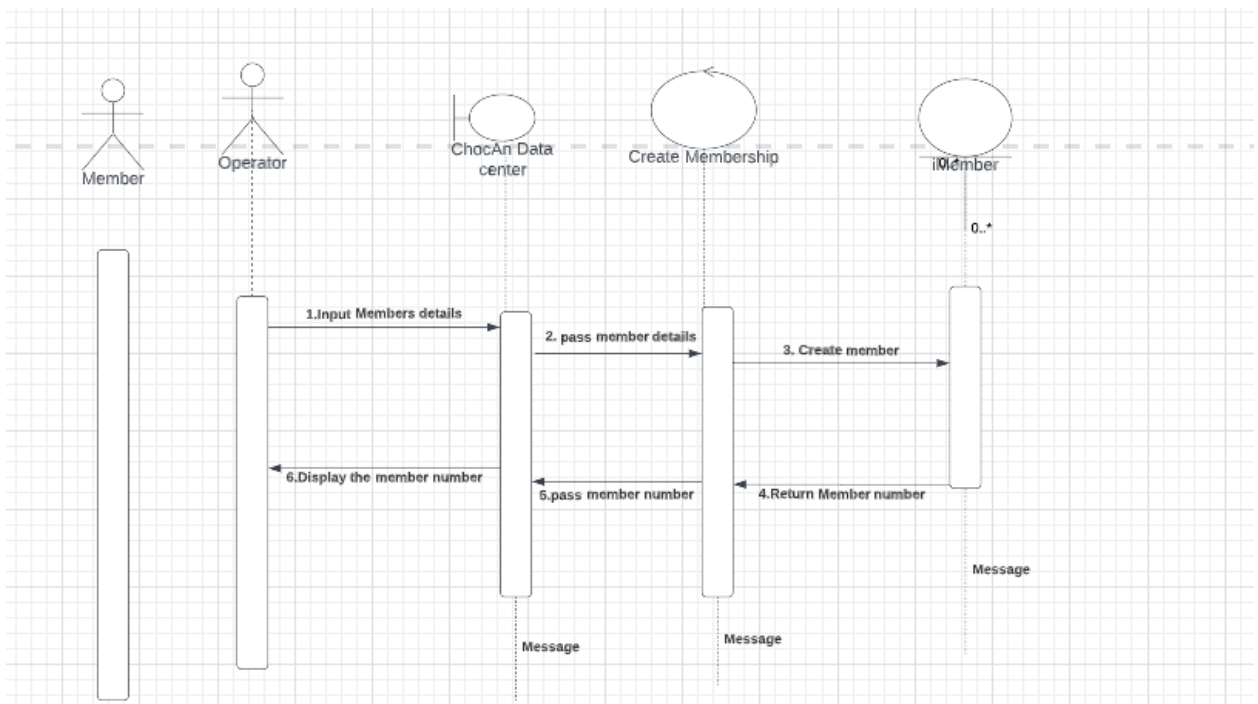 Member
Operator
ChocAn Data
center
Create Membership
0..*
iMember
0..*
1.Input Members details
2. pass member details
3. Create member
6.Display the member number
5.pass member number
4.Return Member number
Message
Message
Message